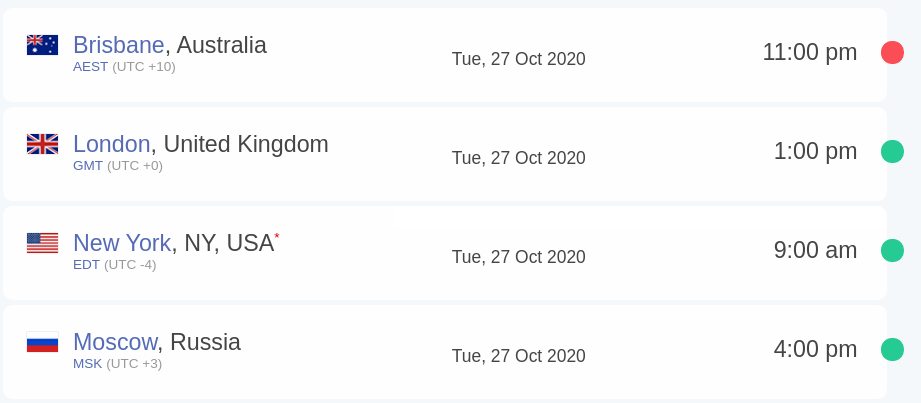 Brisbane, Australia
AEST (UTC +10)
Tue, 27 Oct 2020
11:00 pm
London, United Kingdom
GMT (UTC +0)
Tue, 27 Oct 2020
1:00 pm
New York, NY, USA*
EDT (UTC -4)
Tue, 27 Oct 2020
9:00 am
Moscow, Russia
MSK (UTC +3)
Tue, 27 Oct 2020
4:00 pm